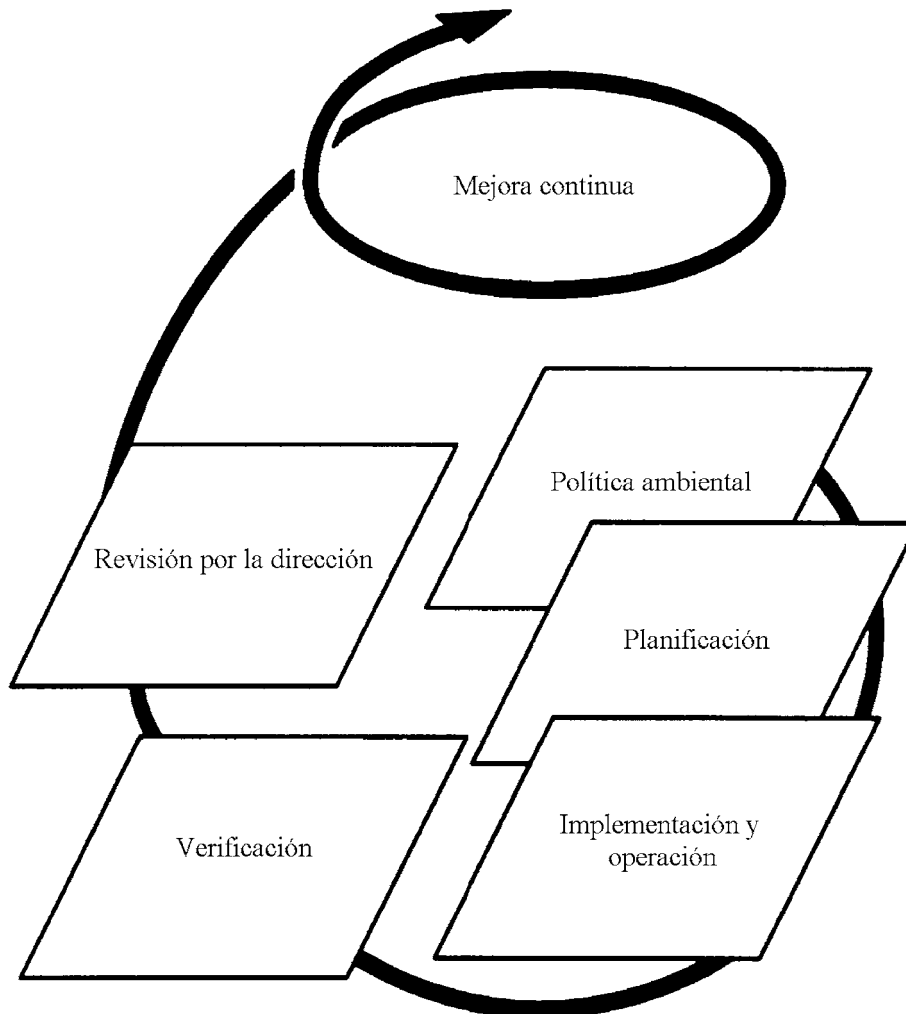 Mejora continua
Política ambiental
Revisión por la dirección
Planificación
Implementación y
operación
Verificación